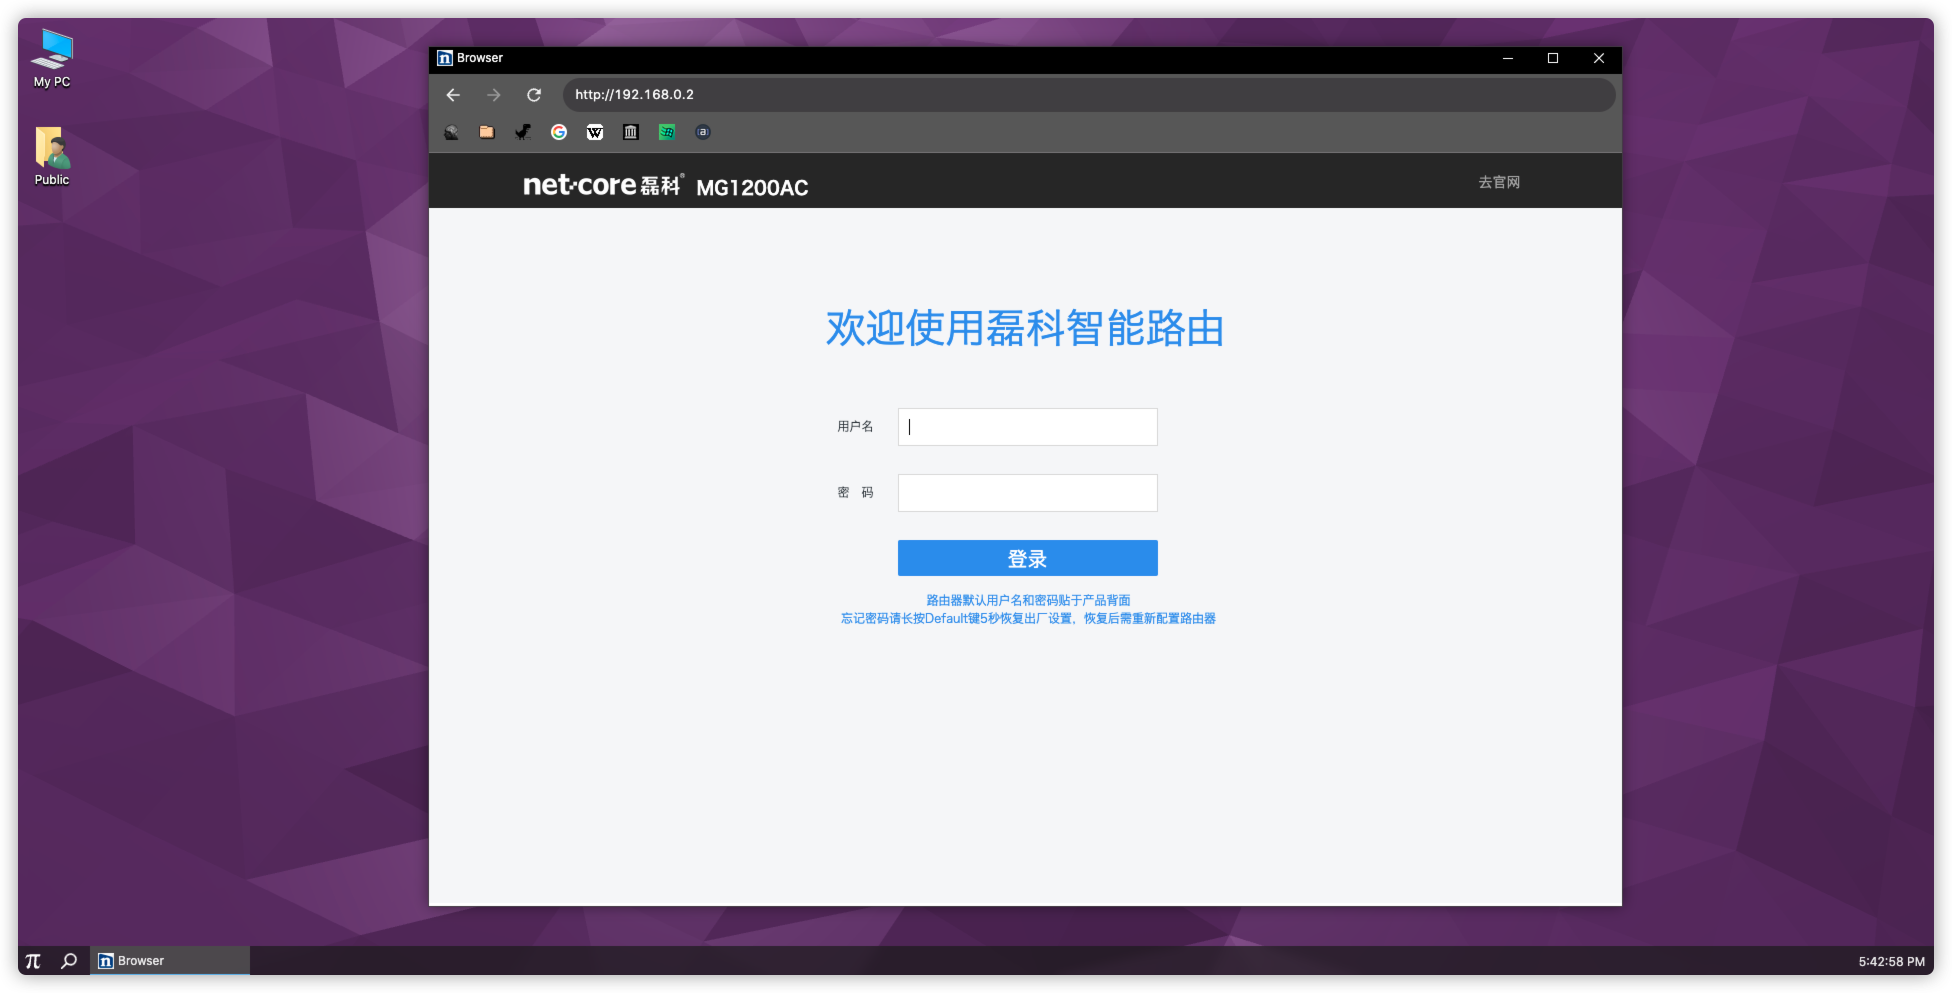 My PC
Public
Browser
http://192.168.0.2
net·core 磊科® MG1200AC
去官网
欢迎使用磊科智能路由
用户名
密 码
登录
路由器默认用户名和密码贴于产品背面
忘记密码请长按Default键5秒恢复出厂设置，恢复后需重新配置路由器
Browser
5:42:58 PM